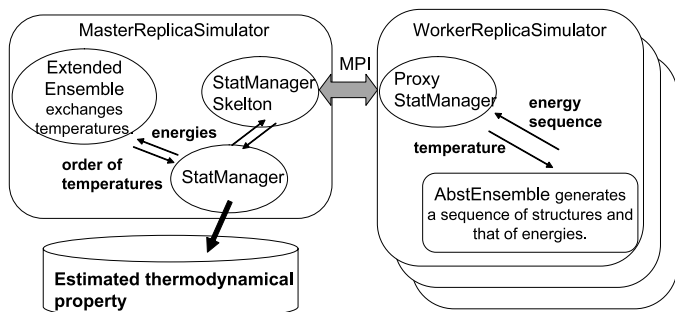 MasterReplicaSimulator
Extended
Ensemble
exchanges
temperatures.
energies
order of
temperatures
StatManager
Skelton
StatManager
Estimated thermodynamical
property
MPI
WorkerReplicaSimulator
Proxy
StatManager
energy
sequence
temperature
AbstEnsemble generates
a sequence of structures and
that of energies.